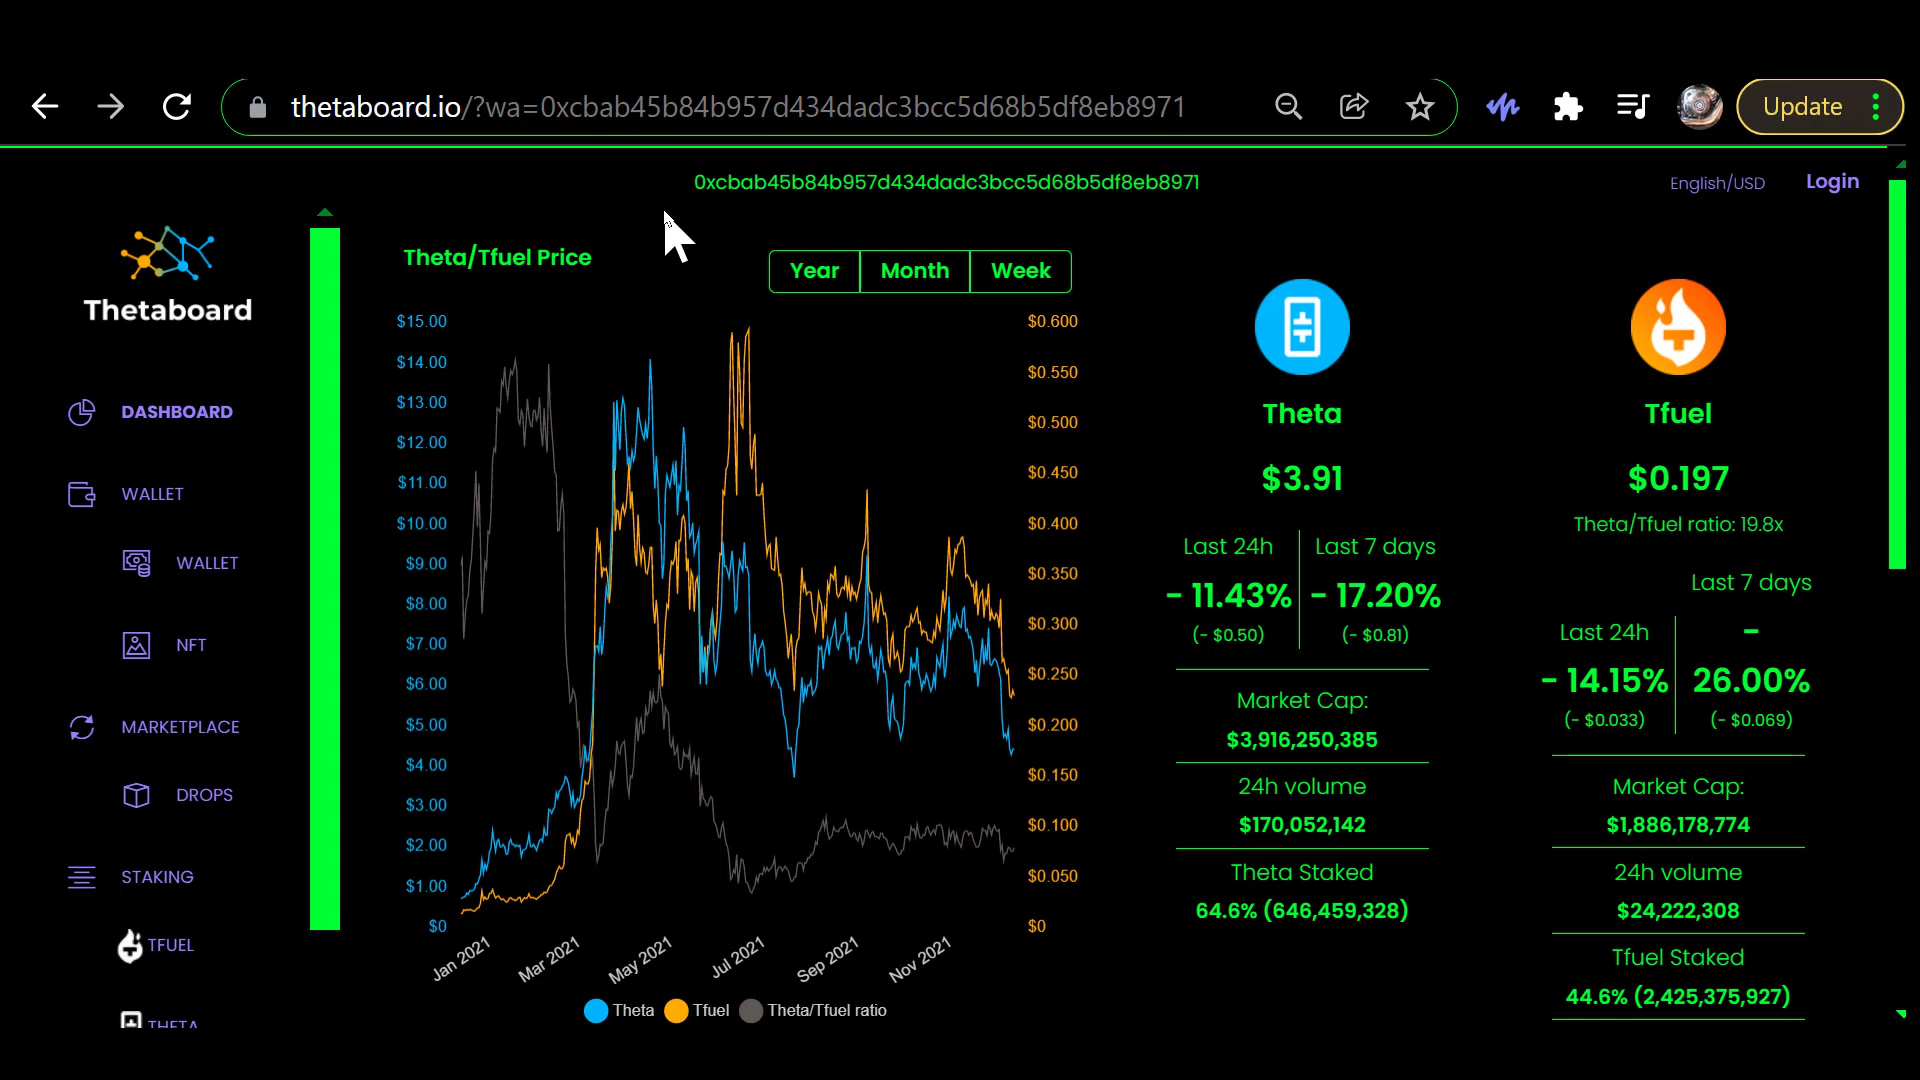 thetaboard.io/?wa=0xcbab45b84b957d434dadc3bcc5d68b5df8eb8971
Update
0xcbab45b84b957d434dadc3bcc5d68b5df8eb8971
English/USD
Login
Thetaboard
DASHBOARD
WALLET
WALLET
NFT
MARKETPLACE
DROPS
STAKING
TFUEL
THETA
Theta/Tfuel Price
Year Month Week
$15.00
$14.00
$13.00
$12.00
$11.00
$10.00
$9.00
$8.00
$7.00
$6.00
$5.00
$4.00
$3.00
$2.00
$1.00
$0
$0.600
$0.550
$0.500
$0.450
$0.400
$0.350
$0.300
$0.250
$0.200
$0.150
$0.100
$0.050
$0
Jan 2021
Mar 2021
May 2021
Jul 2021
Sep 2021
Nov 2021
Theta Tfuel Theta/Tfuel ratio
Theta
$3.91
Last 24h
- 11.43%
(- $0.50)
Last 7 days
- 17.20%
(- $0.81)
Market Cap:
$3,916,250,385
24h volume
$170,052,142
Theta Staked
64.6% (646,459,328)
Tfuel
$0.197
Theta/Tfuel ratio: 19.8x
Last 24h
- 14.15%
(- $0.033)
Last 7 days
-
26.00%
(- $0.069)
Market Cap:
$1,886,178,774
24h volume
$24,222,308
Tfuel Staked
44.6% (2,425,375,927)